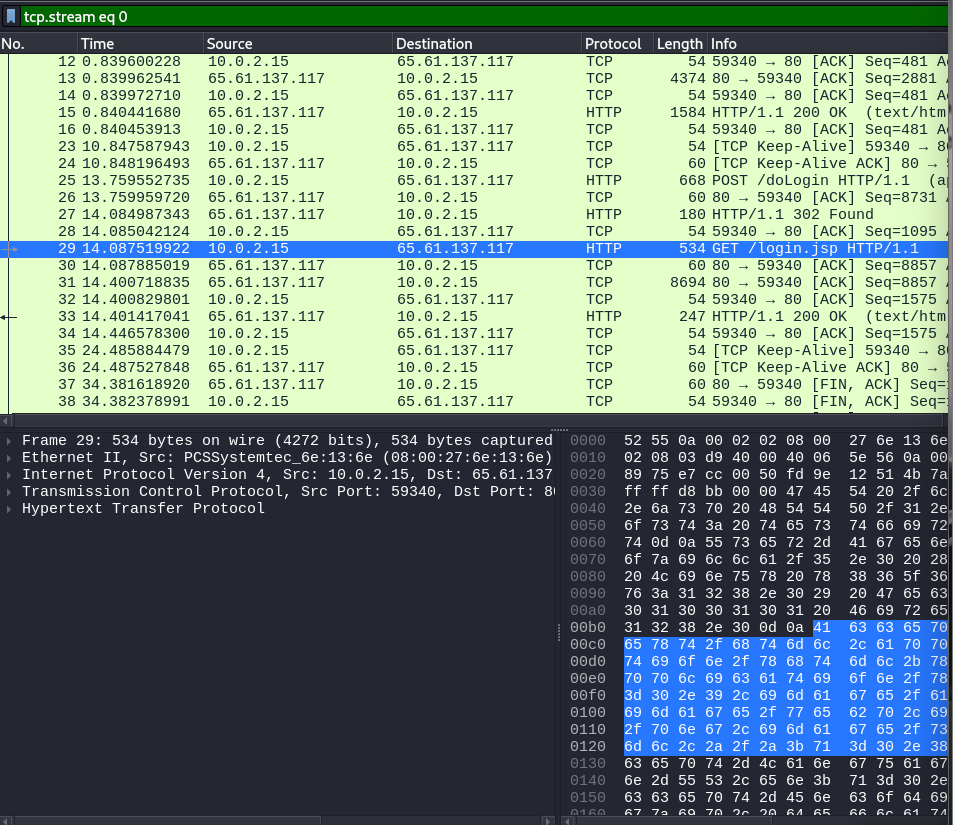 tcp.stream eq 0
No. Time Source Destination Protocol Length Info
12 0.839600228 10.0.2.15 65.61.137.117 TCP 54 59340 → 80 [ACK] Seq=481 A
13 0.839962541 65.61.137.117 10.0.2.15 TCP 4374 80 → 59340 [ACK] Seq=2881
14 0.839972710 10.0.2.15 65.61.137.117 TCP 54 59340 → 80 [ACK] Seq=481 A
15 0.840441680 65.61.137.117 10.0.2.15 HTTP 1584 HTTP/1.1 200 OK (text/htm
16 0.840453913 10.0.2.15 65.61.137.117 TCP 54 59340 → 80 [ACK] Seq=481 A
23 10.847587943 10.0.2.15 65.61.137.117 TCP 54 [TCP Keep-Alive] 59340 → 8
24 10.848196493 65.61.137.117 10.0.2.15 TCP 60 [TCP Keep-Alive ACK] 80 →
25 13.759552735 10.0.2.15 65.61.137.117 HTTP 668 POST /doLogin HTTP/1.1 (a
26 13.759959720 65.61.137.117 10.0.2.15 TCP 60 80 → 59340 [ACK] Seq=8731
27 14.084987343 65.61.137.117 10.0.2.15 HTTP 180 HTTP/1.1 302 Found
28 14.085042124 10.0.2.15 65.61.137.117 TCP 54 59340 → 80 [ACK] Seq=1095
29 14.087519922 10.0.2.15 65.61.137.117 HTTP 534 GET /login.jsp HTTP/1.1
30 14.087885019 65.61.137.117 10.0.2.15 TCP 60 80 → 59340 [ACK] Seq=8857
31 14.400718835 65.61.137.117 10.0.2.15 TCP 8694 80 → 59340 [ACK] Seq=8857
32 14.400829801 10.0.2.15 65.61.137.117 TCP 54 59340 → 80 [ACK] Seq=1575
33 14.401417041 65.61.137.117 10.0.2.15 HTTP 247 HTTP/1.1 200 OK (text/htm
34 14.446578300 10.0.2.15 65.61.137.117 TCP 54 59340 → 80 [ACK] Seq=1575
35 24.485884479 10.0.2.15 65.61.137.117 TCP 54 [TCP Keep-Alive] 59340 → 8
36 24.487527848 65.61.137.117 10.0.2.15 TCP 60 [TCP Keep-Alive ACK] 80 →
37 34.381618920 65.61.137.117 10.0.2.15 TCP 60 80 → 59340 [FIN, ACK] Seq=
38 34.382378991 10.0.2.15 65.61.137.117 TCP 54 59340 → 80 [FIN, ACK] Seq=
Frame 29: 534 bytes on wire (4272 bits), 534 bytes captured
Ethernet II, Src: PCSSystemtec_6e:13:6e (08:00:27:6e:13:6e)
Internet Protocol Version 4, Src: 10.0.2.15, Dst: 65.61.137
Transmission Control Protocol, Src Port: 59340, Dst Port: 8
Hypertext Transfer Protocol
0000 52 55 0a 00 02 02 08 00 27 6e 13 6e
0010 02 08 03 d9 40 00 40 06 5e 56 0a 00
0020 89 75 e7 cc 00 50 fd 9e 12 51 4b 7a
0030 ff ff d8 bb 00 00 47 45 54 20 2f 6c
0040 2e 6a 73 70 20 48 54 54 50 2f 31 2e
0050 6f 73 74 3a 20 74 65 73 74 66 69 72
0060 74 0d 0a 55 73 65 72 2d 41 67 65 6e
0070 6f 7a 69 6c 6c 61 2f 35 2e 30 20 28
0080 20 4c 69 6e 75 78 20 78 38 36 5f 36
0090 76 3a 31 32 38 2e 30 29 20 47 65 63
00a0 30 31 30 30 31 30 31 20 46 69 72 65
00b0 31 32 38 2e 30 0d 0a 41 63 63 65 70
00c0 65 78 74 2f 68 74 6d 6c 2c 61 70 70
00d0 74 69 6f 6e 2f 78 68 74 6d 6c 2b 78
00e0 70 70 6c 69 63 61 74 69 6f 6e 2f 78
00f0 3d 30 2e 39 2c 69 6d 61 67 65 2f 61
0100 69 6d 61 67 65 2f 77 65 62 70 2c 69
0110 2f 70 6e 67 2c 69 6d 61 67 65 2f 73
0120 6d 6c 2c 2a 2f 2a 3b 71 3d 30 2e 38
0130 63 65 70 74 2d 4c 61 6e 67 75 61 67
0140 6e 2d 55 53 2c 65 6e 3b 71 3d 30 2e
0150 63 63 65 70 74 2d 45 6e 63 6f 64 69
0160 67 7a 69 70 2c 20 64 65 66 6c 61 74